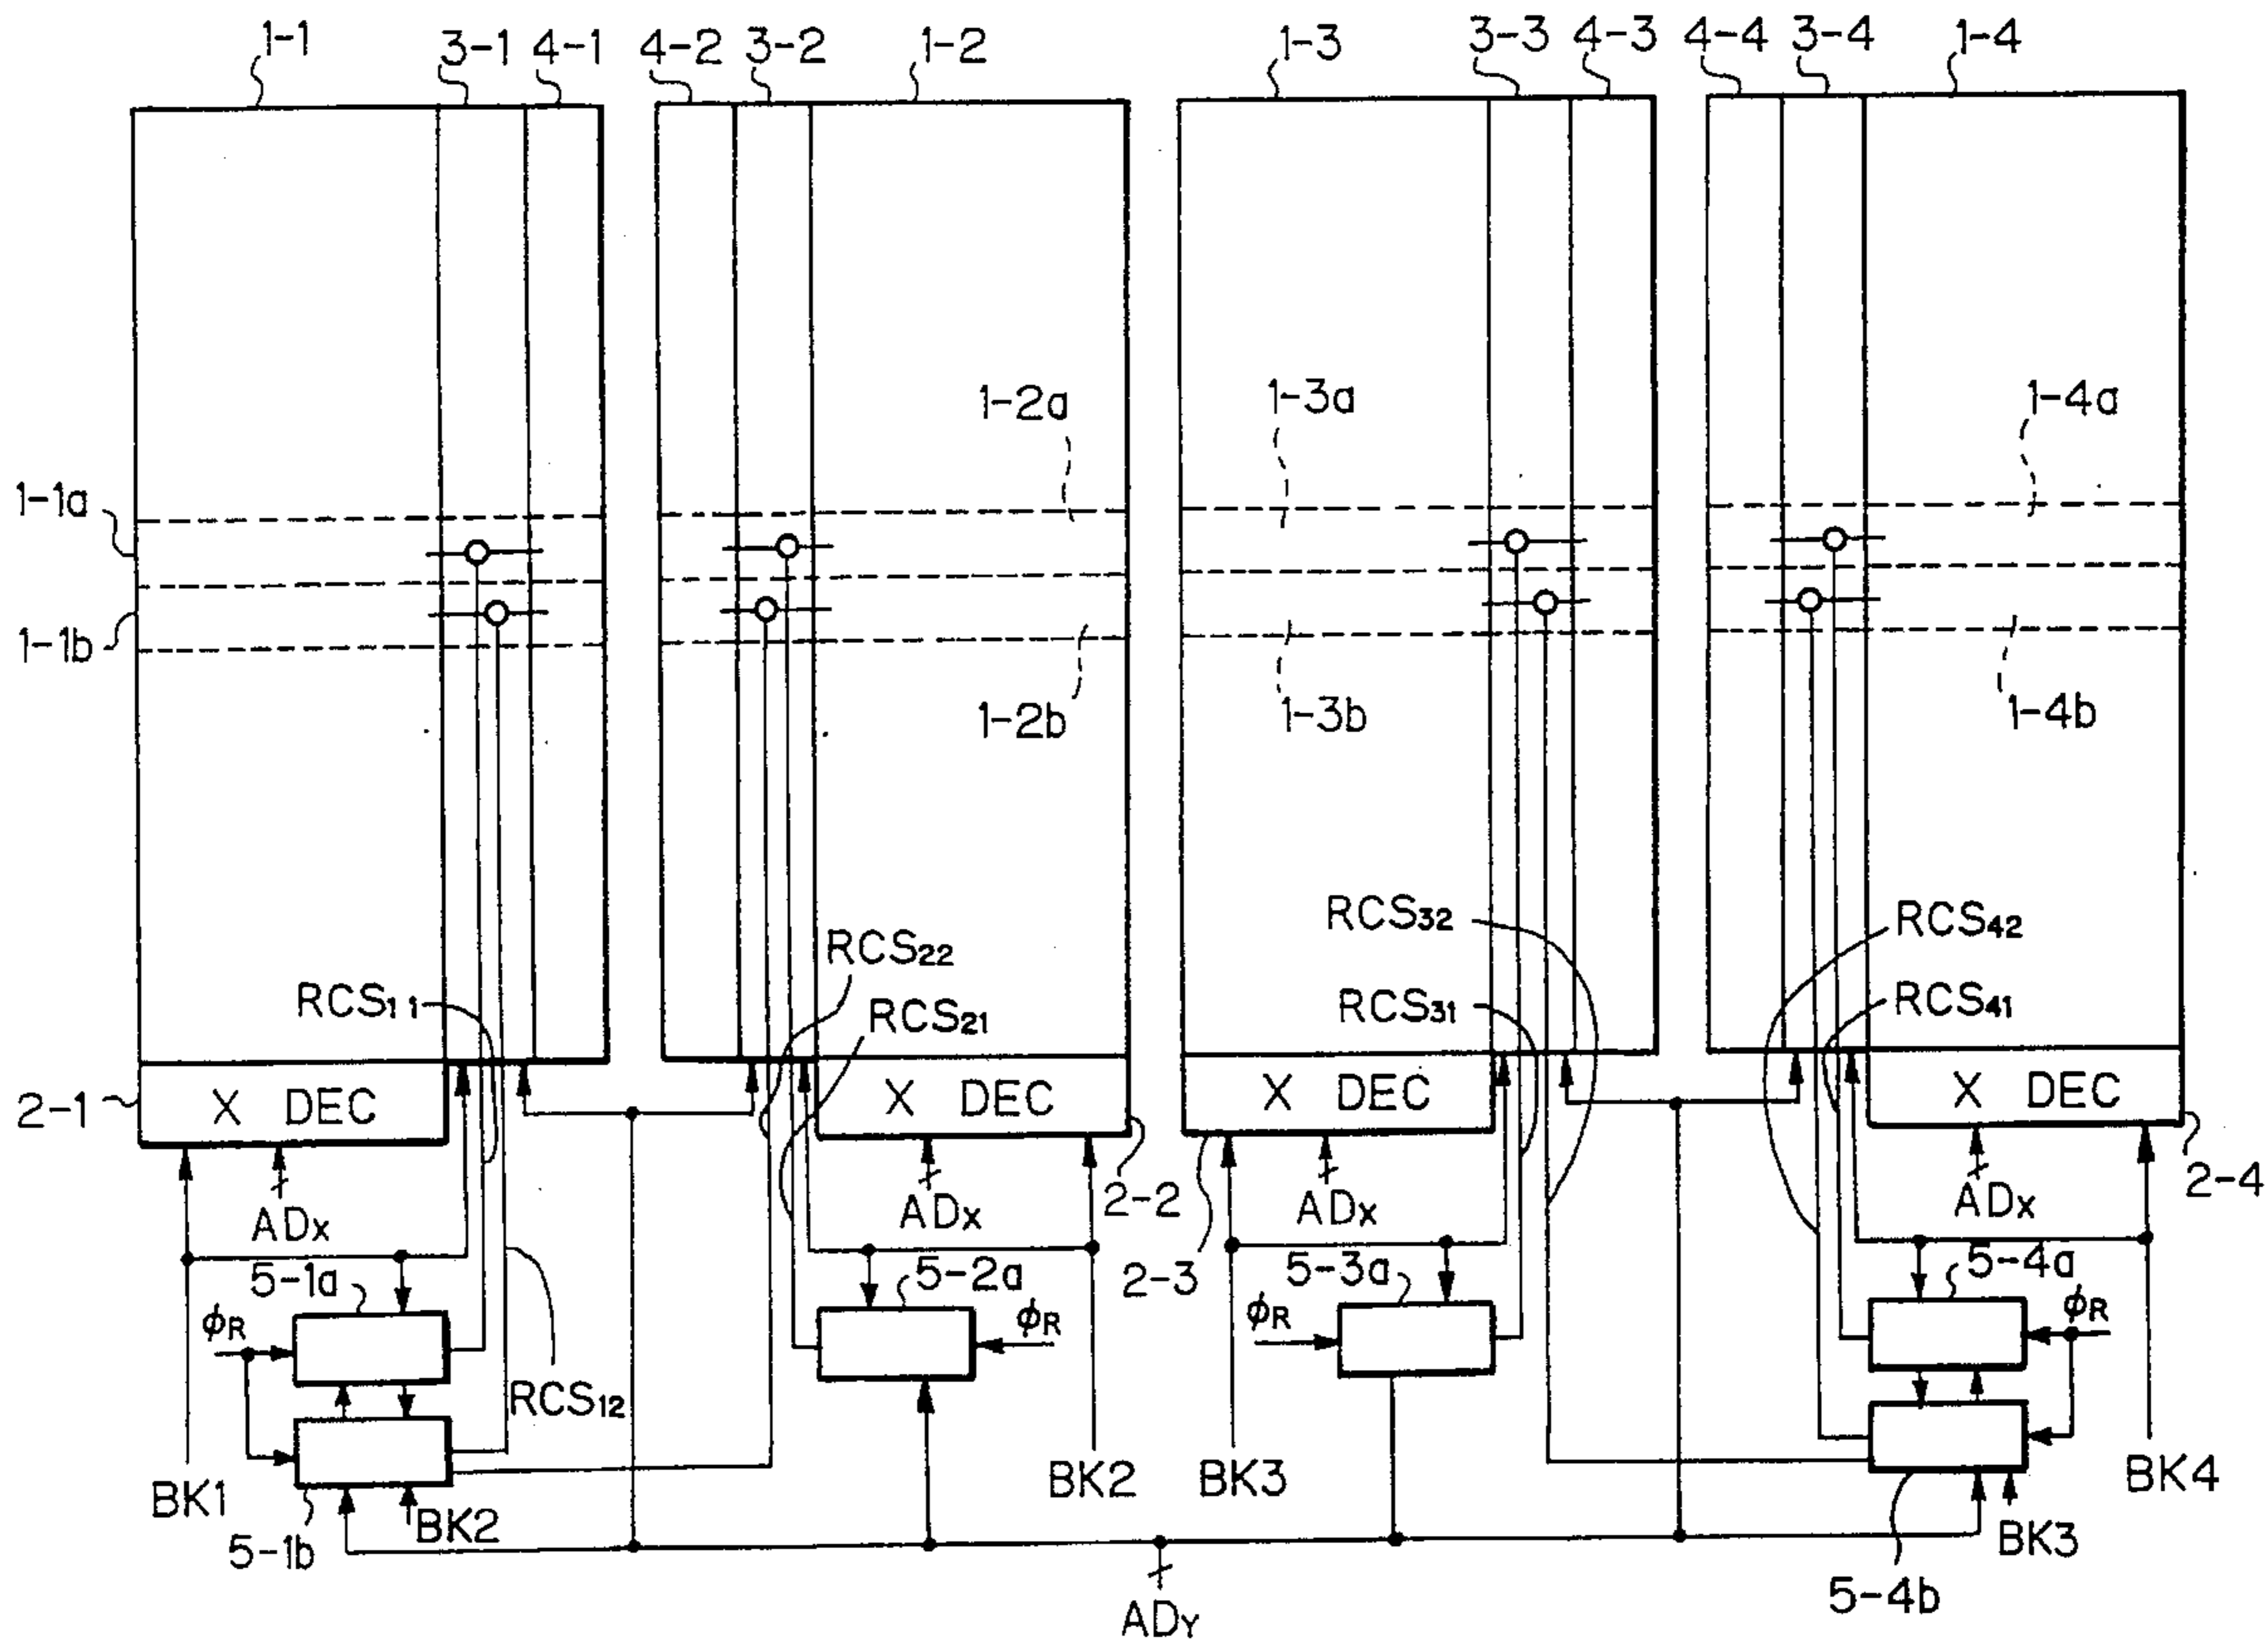 1-1 3-1 4-1 4-2 3-2 1-2 1-3 3-3 4-3 4-4 3-4 1-4
1-2a 1-3a 1-4a
1-1a
1-1b
1-2b 1-3b 1-4b
RCS32 RCS42
RCS22
RCS11 RCS21 RCS31 RCS41
2-1 X DEC X DEC X DEC X DEC
ADX ADX 2-2 ADX ADX 2-4
5-1a 5-2a 2-3 5-3a 5-4a
ϕR ϕR ϕR ϕR
RCS12
BK1 BK2 BK3 BK4
5-1b BK2 BK3
ADY 5-4b